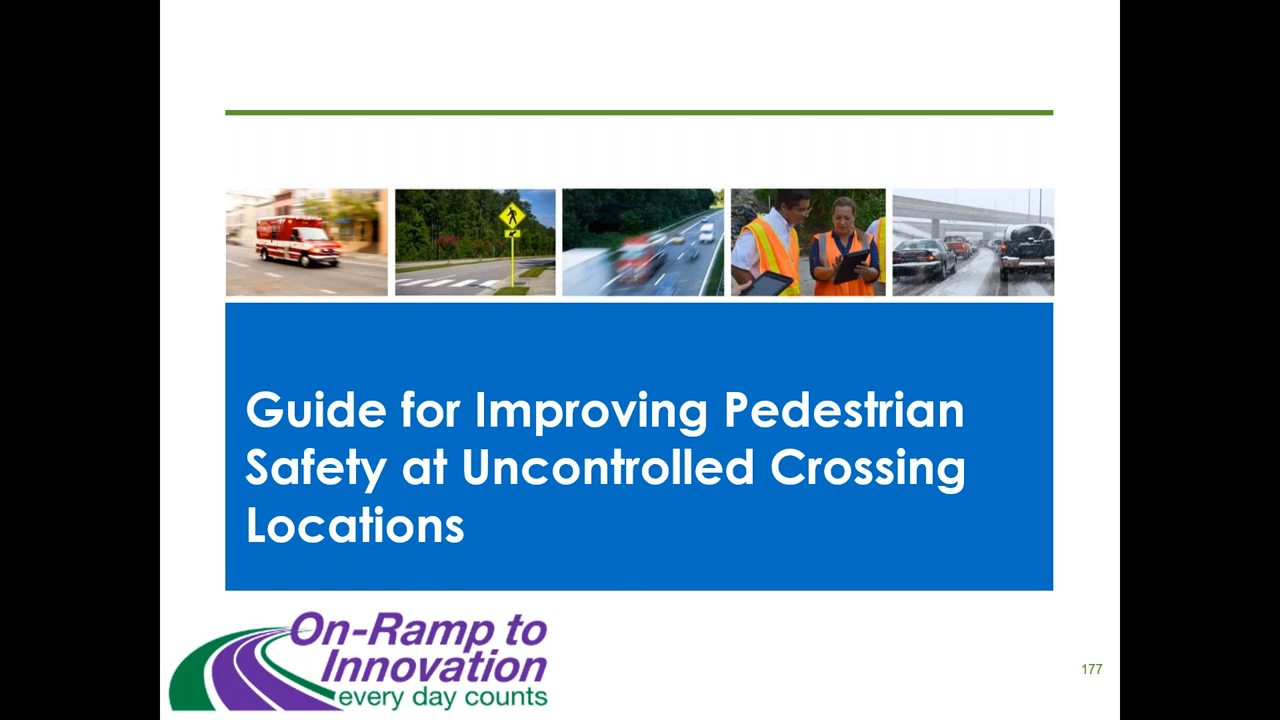 Guide for Improving Pedestrian
Safety at Uncontrolled Crossing
Locations
On-Ramp to
Innovation
every day counts
177